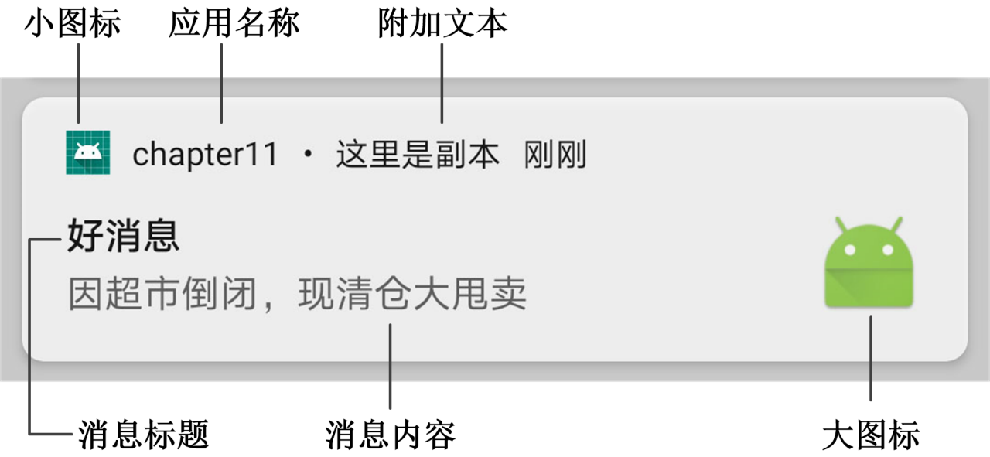 小图标 应用名称 附加文本
chapter11 · 这里是副本 刚刚
好消息
因超市倒闭，现清仓大甩卖
消息标题 消息内容 大图标